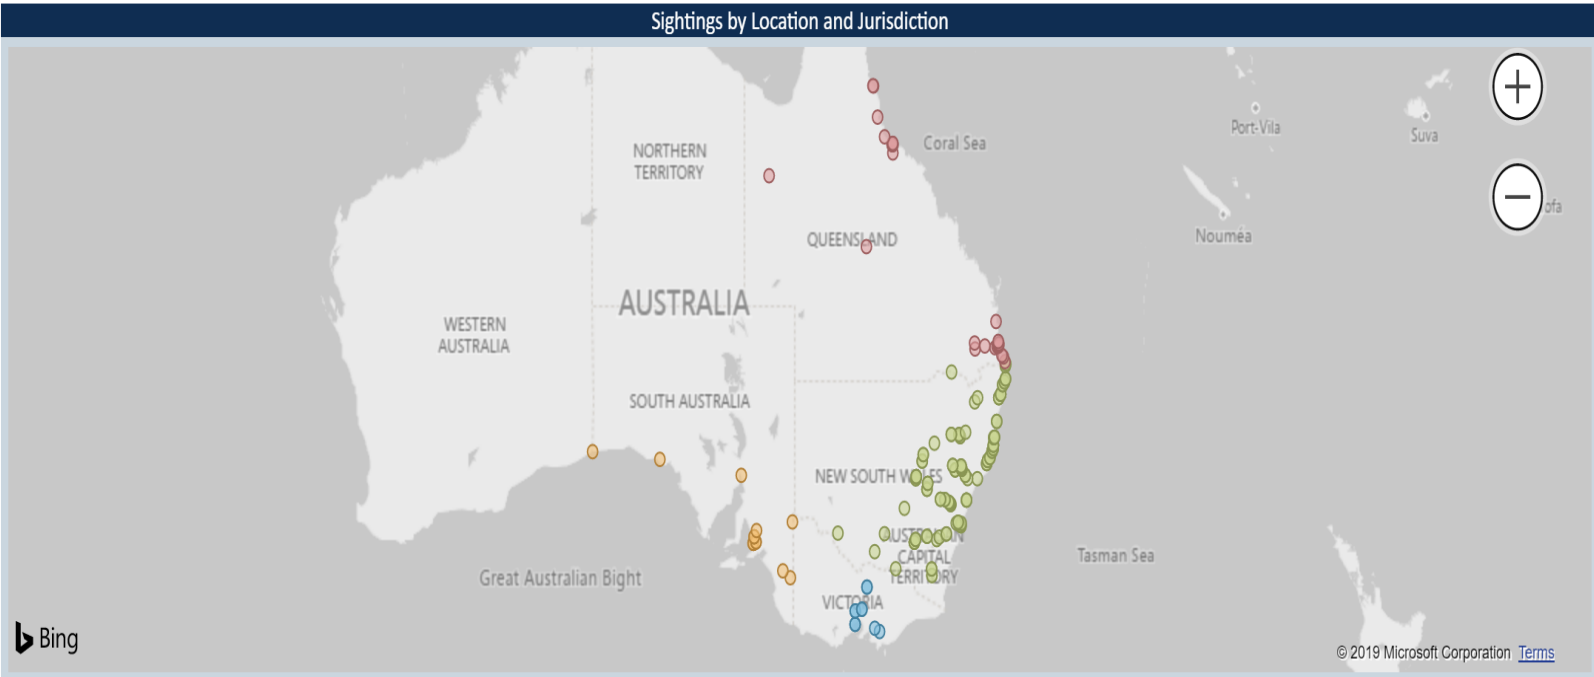 Sightings by Location and Jurisdiction
Port-Vila
Suva
Coral Sea
NORTHERN
TERRITORY
ofa
QUEENSLAND
Nouméa
AUSTRALIA
WESTERN
AUSTRALIA
SOUTH AUSTRALIA
NEW SOUTH WALES
AUSTRALIAN
CAPITAL
TERRITORY
Tasman Sea
Great Australian Bight
VICTORIA
Bing
© 2019 Microsoft Corporation Terms